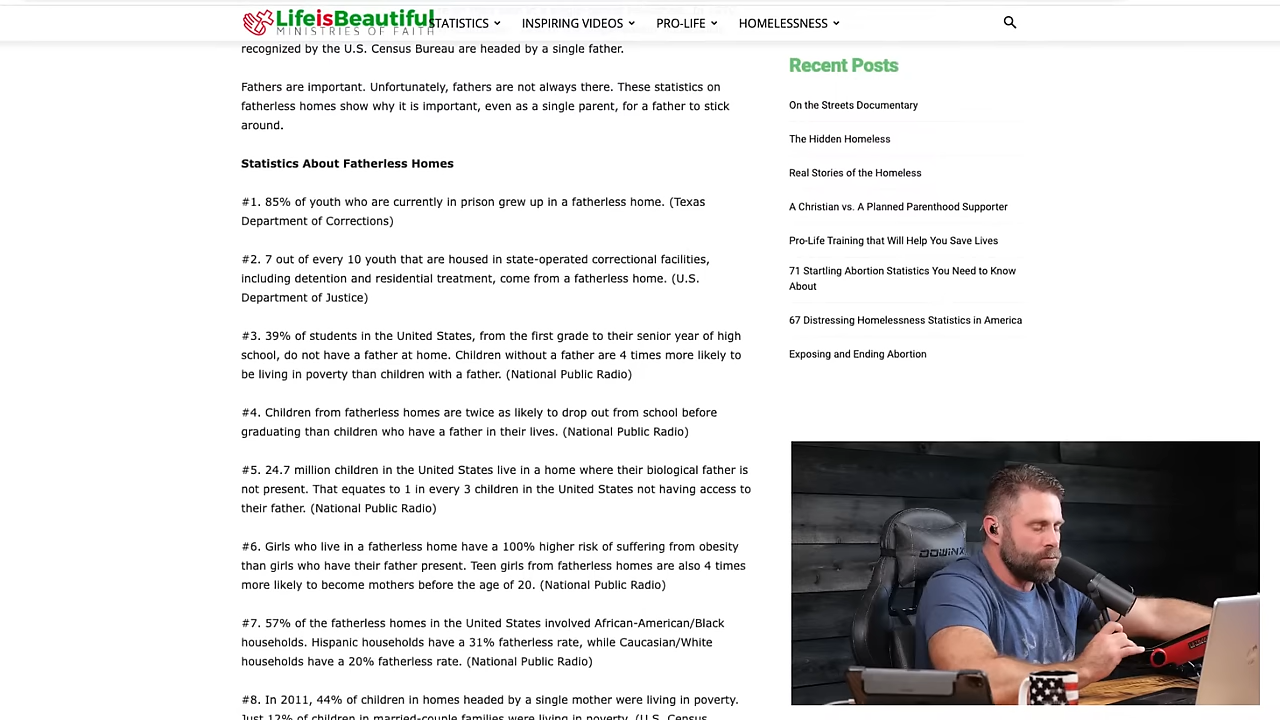 LifeisBeautiful
MINISTRIES OF FAITH
STATISTICS
INSPIRING VIDEOS
PRO-LIFE
HOMELESSNESS
recognized by the U.S. Census Bureau are headed by a single father.
Fathers are important. Unfortunately, fathers are not always there. These statistics on
fatherless homes show why it is important, even as a single parent, for a father to stick
around.
Statistics About Fatherless Homes
#1. 85% of youth who are currently in prison grew up in a fatherless home. (Texas
Department of Corrections)
#2. 7 out of every 10 youth that are housed in state-operated correctional facilities,
including detention and residential treatment, come from a fatherless home. (U.S.
Department of Justice)
#3. 39% of students in the United States, from the first grade to their senior year of high
school, do not have a father at home. Children without a father are 4 times more likely to
be living in poverty than children with a father. (National Public Radio)
#4. Children from fatherless homes are twice as likely to drop out from school before
graduating than children who have a father in their lives. (National Public Radio)
#5. 24.7 million children in the United States live in a home where their biological father is
not present. That equates to 1 in every 3 children in the United States not having access to
their father. (National Public Radio)
#6. Girls who live in a fatherless home have a 100% higher risk of suffering from obesity
than girls who have their father present. Teen girls from fatherless homes are also 4 times
more likely to become mothers before the age of 20. (National Public Radio)
#7. 57% of the fatherless homes in the United States involved African-American/Black
households. Hispanic households have a 31% fatherless rate, while Caucasian/White
households have a 20% fatherless rate. (National Public Radio)
#8. In 2011, 44% of children in homes headed by a single mother were living in poverty.
Just 12% of children in married-couple families were living in poverty. (U.S. Census
Recent Posts
On the Streets Documentary
The Hidden Homeless
Real Stories of the Homeless
A Christian vs. A Planned Parenthood Supporter
Pro-Life Training that Will Help You Save Lives
71 Startling Abortion Statistics You Need to Know
About
67 Distressing Homelessness Statistics in America
Exposing and Ending Abortion
DOWINX